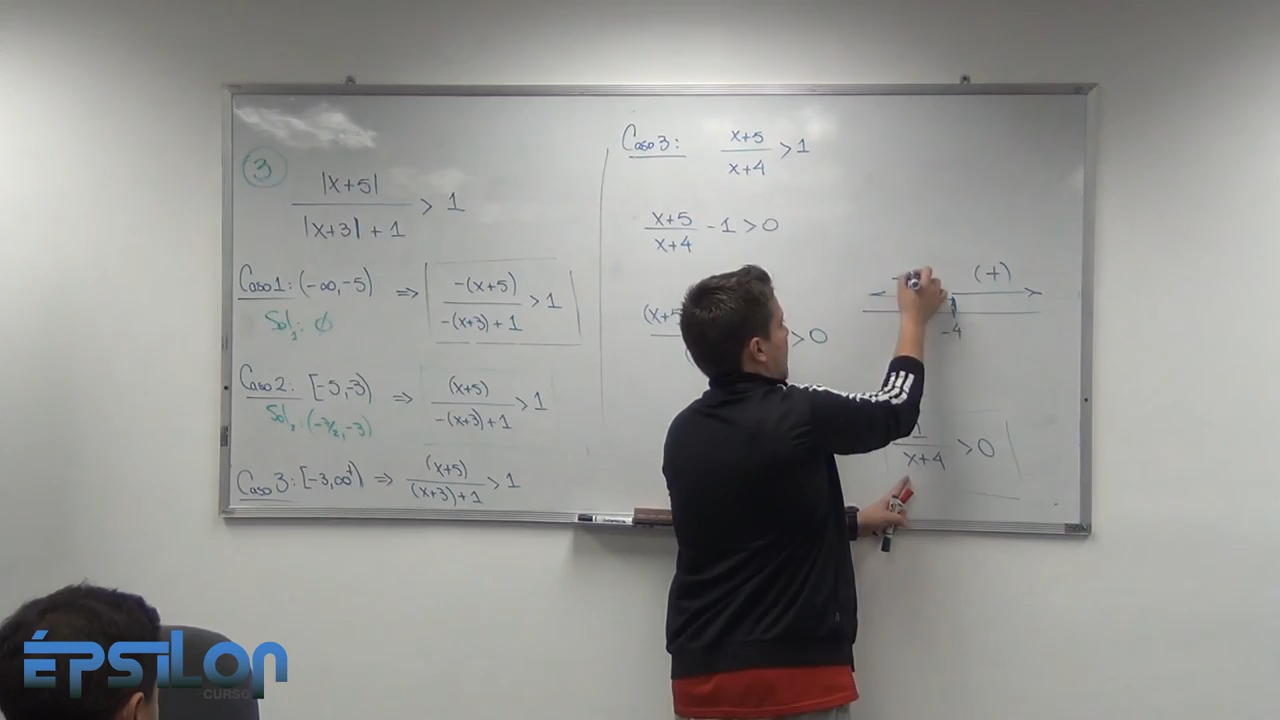 3
|x+5| / |x+3| + 1 > 1
Caso 1: (-∞, -5) ⇒ -(x+5) / -(x+3) + 1 > 1
Sol₁: ∅
Caso 2: [-5, -3) ⇒ (x+5) / -(x+3) + 1 > 1
Sol₂: (-7/2, -3)
Caso 3: [-3, ∞⁺) ⇒ (x+5) / (x+3) + 1 > 1
Caso 3: x+5 / x+4 > 1
x+5 / x+4 - 1 > 0
(x+5
> 0
(+)
-4
1 / x+4 > 0
ÉPSILON
CURSO